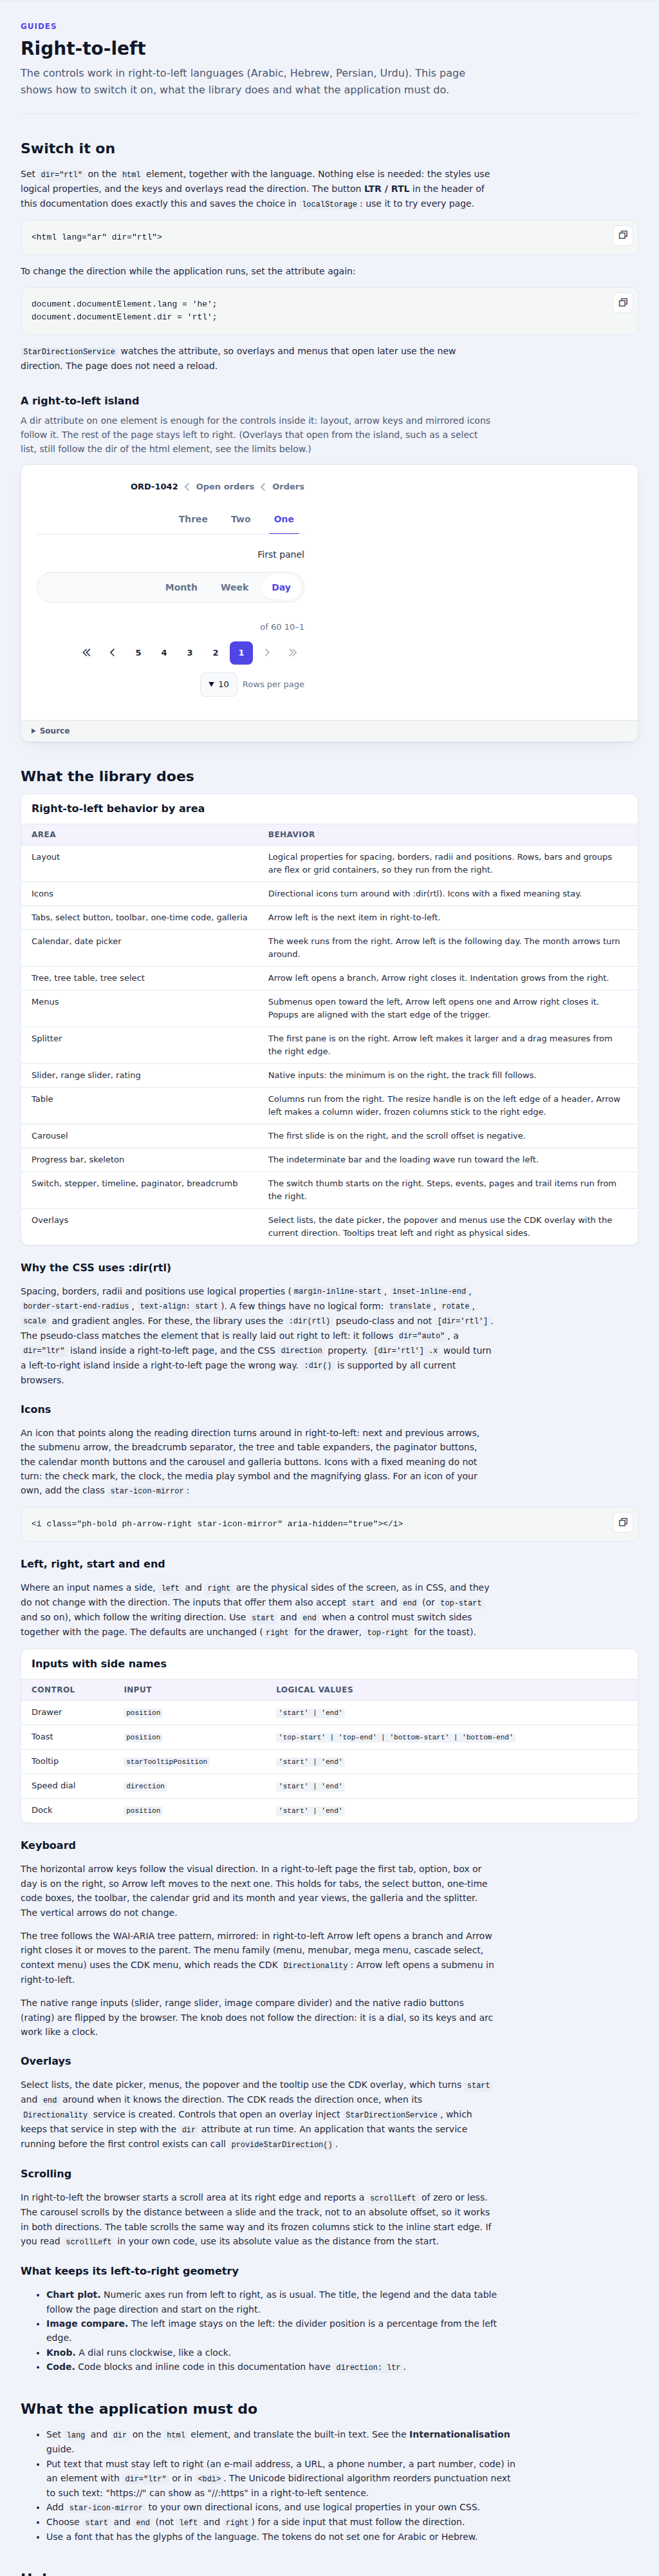 GUIDES
Right-to-left
The controls work in right-to-left languages (Arabic, Hebrew, Persian, Urdu). This page
shows how to switch it on, what the library does and what the application must do.
Switch it on
Set dir="rtl" on the html element, together with the language. Nothing else is needed: the styles use
logical properties, and the keys and overlays read the direction. The button LTR / RTL in the header of
this documentation does exactly this and saves the choice in localStorage: use it to try every page.
<html lang="ar" dir="rtl">
To change the direction while the application runs, set the attribute again:
document.documentElement.lang = 'he';
document.documentElement.dir = 'rtl';
StarDirectionService watches the attribute, so overlays and menus that open later use the new
direction. The page does not need a reload.
A right-to-left island
A dir attribute on one element is enough for the controls inside it: layout, arrow keys and mirrored icons
follow it. The rest of the page stays left to right. (Overlays that open from the island, such as a select
list, still follow the dir of the html element, see the limits below.)
ORD-1042 Open orders Orders
Three Two One
First panel
Month Week Day
of 60 10–1
5 4 3 2 1
10 Rows per page
Source
What the library does
Right-to-left behavior by area
AREA BEHAVIOR
Layout Logical properties for spacing, borders, radii and positions. Rows, bars and groups
are flex or grid containers, so they run from the right.
Icons Directional icons turn around with :dir(rtl). Icons with a fixed meaning stay.
Tabs, select button, toolbar, one-time code, galleria Arrow left is the next item in right-to-left.
Calendar, date picker The week runs from the right. Arrow left is the following day. The month arrows turn
around.
Tree, tree table, tree select Arrow left opens a branch, Arrow right closes it. Indentation grows from the right.
Menus Submenus open toward the left, Arrow left opens one and Arrow right closes it.
Popups are aligned with the start edge of the trigger.
Splitter The first pane is on the right. Arrow left makes it larger and a drag measures from
the right edge.
Slider, range slider, rating Native inputs: the minimum is on the right, the track fill follows.
Table Columns run from the right. The resize handle is on the left edge of a header, Arrow
left makes a column wider, frozen columns stick to the right edge.
Carousel The first slide is on the right, and the scroll offset is negative.
Progress bar, skeleton The indeterminate bar and the loading wave run toward the left.
Switch, stepper, timeline, paginator, breadcrumb The switch thumb starts on the right. Steps, events, pages and trail items run from
the right.
Overlays Select lists, the date picker, the popover and menus use the CDK overlay with the
current direction. Tooltips treat left and right as physical sides.
Why the CSS uses :dir(rtl)
Spacing, borders, radii and positions use logical properties (margin-inline-start, inset-inline-end,
border-start-end-radius, text-align: start). A few things have no logical form: translate, rotate,
scale and gradient angles. For these, the library uses the :dir(rtl) pseudo-class and not [dir='rtl'].
The pseudo-class matches the element that is really laid out right to left: it follows dir="auto", a
dir="ltr" island inside a right-to-left page, and the CSS direction property. [dir='rtl'] .x would turn
a left-to-right island inside a right-to-left page the wrong way. :dir() is supported by all current
browsers.
Icons
An icon that points along the reading direction turns around in right-to-left: next and previous arrows,
the submenu arrow, the breadcrumb separator, the tree and table expanders, the paginator buttons,
the calendar month buttons and the carousel and galleria buttons. Icons with a fixed meaning do not
turn: the check mark, the clock, the media play symbol and the magnifying glass. For an icon of your
own, add the class star-icon-mirror:
<i class="ph-bold ph-arrow-right star-icon-mirror" aria-hidden="true"></i>
Left, right, start and end
Where an input names a side, left and right are the physical sides of the screen, as in CSS, and they
do not change with the direction. The inputs that offer them also accept start and end (or top-start
and so on), which follow the writing direction. Use start and end when a control must switch sides
together with the page. The defaults are unchanged (right for the drawer, top-right for the toast).
Inputs with side names
CONTROL INPUT LOGICAL VALUES
Drawer position 'start' | 'end'
Toast position 'top-start' | 'top-end' | 'bottom-start' | 'bottom-end'
Tooltip starTooltipPosition 'start' | 'end'
Speed dial direction 'start' | 'end'
Dock position 'start' | 'end'
Keyboard
The horizontal arrow keys follow the visual direction. In a right-to-left page the first tab, option, box or
day is on the right, so Arrow left moves to the next one. This holds for tabs, the select button, one-time
code boxes, the toolbar, the calendar grid and its month and year views, the galleria and the splitter.
The vertical arrows do not change.
The tree follows the WAI-ARIA tree pattern, mirrored: in right-to-left Arrow left opens a branch and Arrow
right closes it or moves to the parent. The menu family (menu, menubar, mega menu, cascade select,
context menu) uses the CDK menu, which reads the CDK Directionality: Arrow left opens a submenu in
right-to-left.
The native range inputs (slider, range slider, image compare divider) and the native radio buttons
(rating) are flipped by the browser. The knob does not follow the direction: it is a dial, so its keys and arc
work like a clock.
Overlays
Select lists, the date picker, menus, the popover and the tooltip use the CDK overlay, which turns start
and end around when it knows the direction. The CDK reads the direction once, when its
Directionality service is created. Controls that open an overlay inject StarDirectionService, which
keeps that service in step with the dir attribute at run time. An application that wants the service
running before the first control exists can call provideStarDirection().
Scrolling
In right-to-left the browser starts a scroll area at its right edge and reports a scrollLeft of zero or less.
The carousel scrolls by the distance between a slide and the track, not to an absolute offset, so it works
in both directions. The table scrolls the same way and its frozen columns stick to the inline start edge. If
you read scrollLeft in your own code, use its absolute value as the distance from the start.
What keeps its left-to-right geometry
• Chart plot. Numeric axes run from left to right, as is usual. The title, the legend and the data table
follow the page direction and start on the right.
• Image compare. The left image stays on the left: the divider position is a percentage from the left
edge.
• Knob. A dial runs clockwise, like a clock.
• Code. Code blocks and inline code in this documentation have direction: ltr.
What the application must do
• Set lang and dir on the html element, and translate the built-in text. See the Internationalisation
guide.
• Put text that must stay left to right (an e-mail address, a URL, a phone number, a part number, code) in
an element with dir="ltr" or in <bdi>. The Unicode bidirectional algorithm reorders punctuation next
to such text: "https://" can show as "//:https" in a right-to-left sentence.
• Add star-icon-mirror to your own directional icons, and use logical properties in your own CSS.
• Choose start and end (not left and right) for a side input that must follow the direction.
• Use a font that has the glyphs of the language. The tokens do not set one for Arabic or Hebrew.